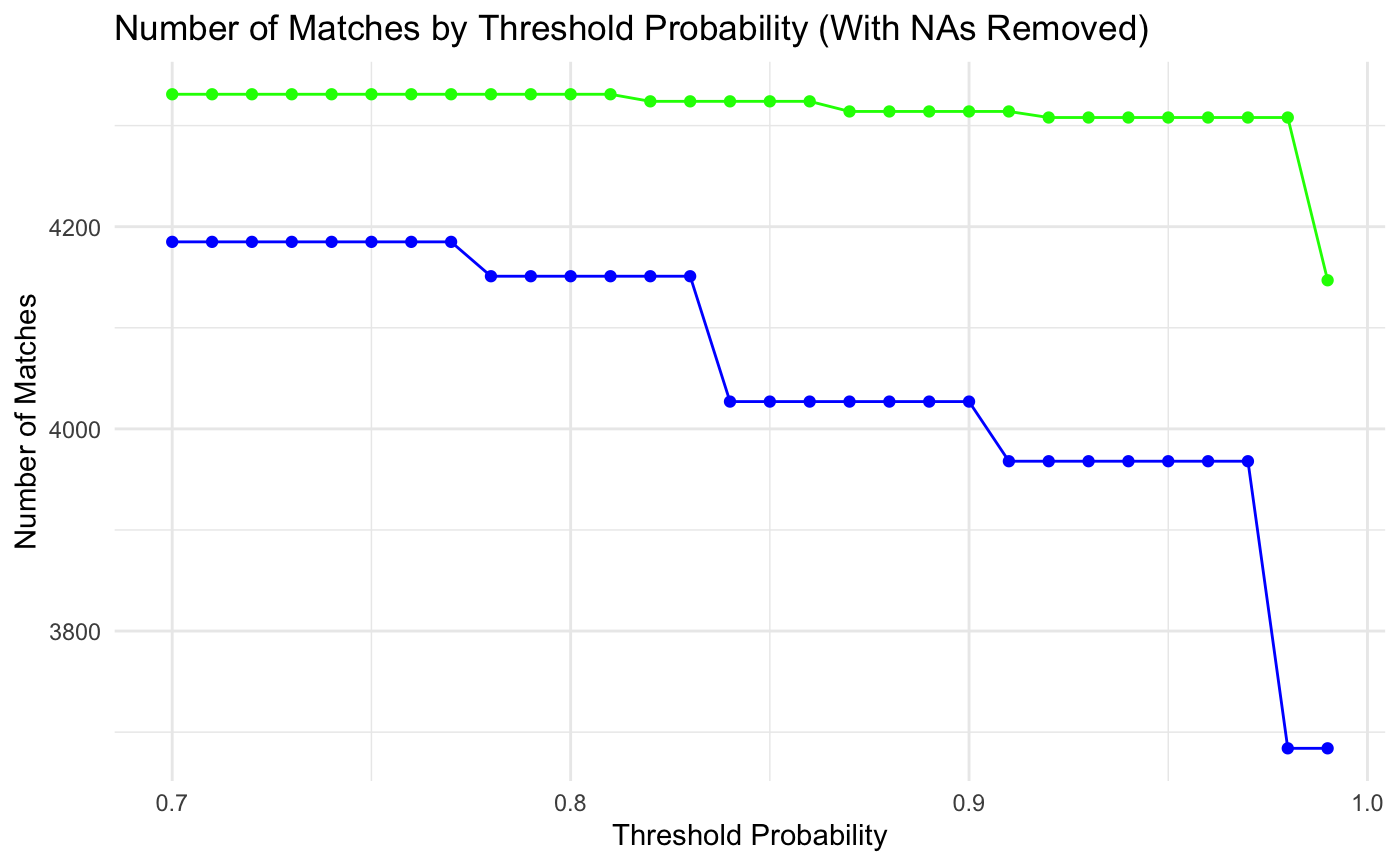 Number of Matches by Threshold Probability (With NAs Removed)
Number of Matches
4200
4000
3800
0.7
0.8
0.9
1.0
Threshold Probability